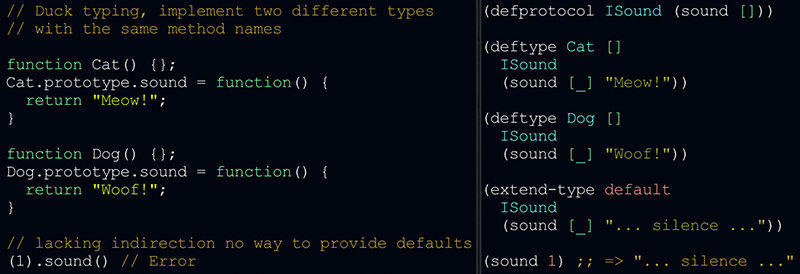 // Duck typing, implement two different types
// with the same method names
function Cat() {};
Cat.prototype.sound = function() {
  return "Meow!";
}
function Dog() {};
Dog.prototype.sound = function() {
  return "Woof!";
}
// lacking indirection no way to provide defaults
(1).sound() // Error
(defprotocol ISound (sound []))
(deftype Cat []
  ISound
  (sound [_] "Meow!"))
(deftype Dog []
  ISound
  (sound [_] "Woof!"))
(extend-type default
  ISound
  (sound [_] "... silence ..."))
(sound 1) ;; => "... silence ..."